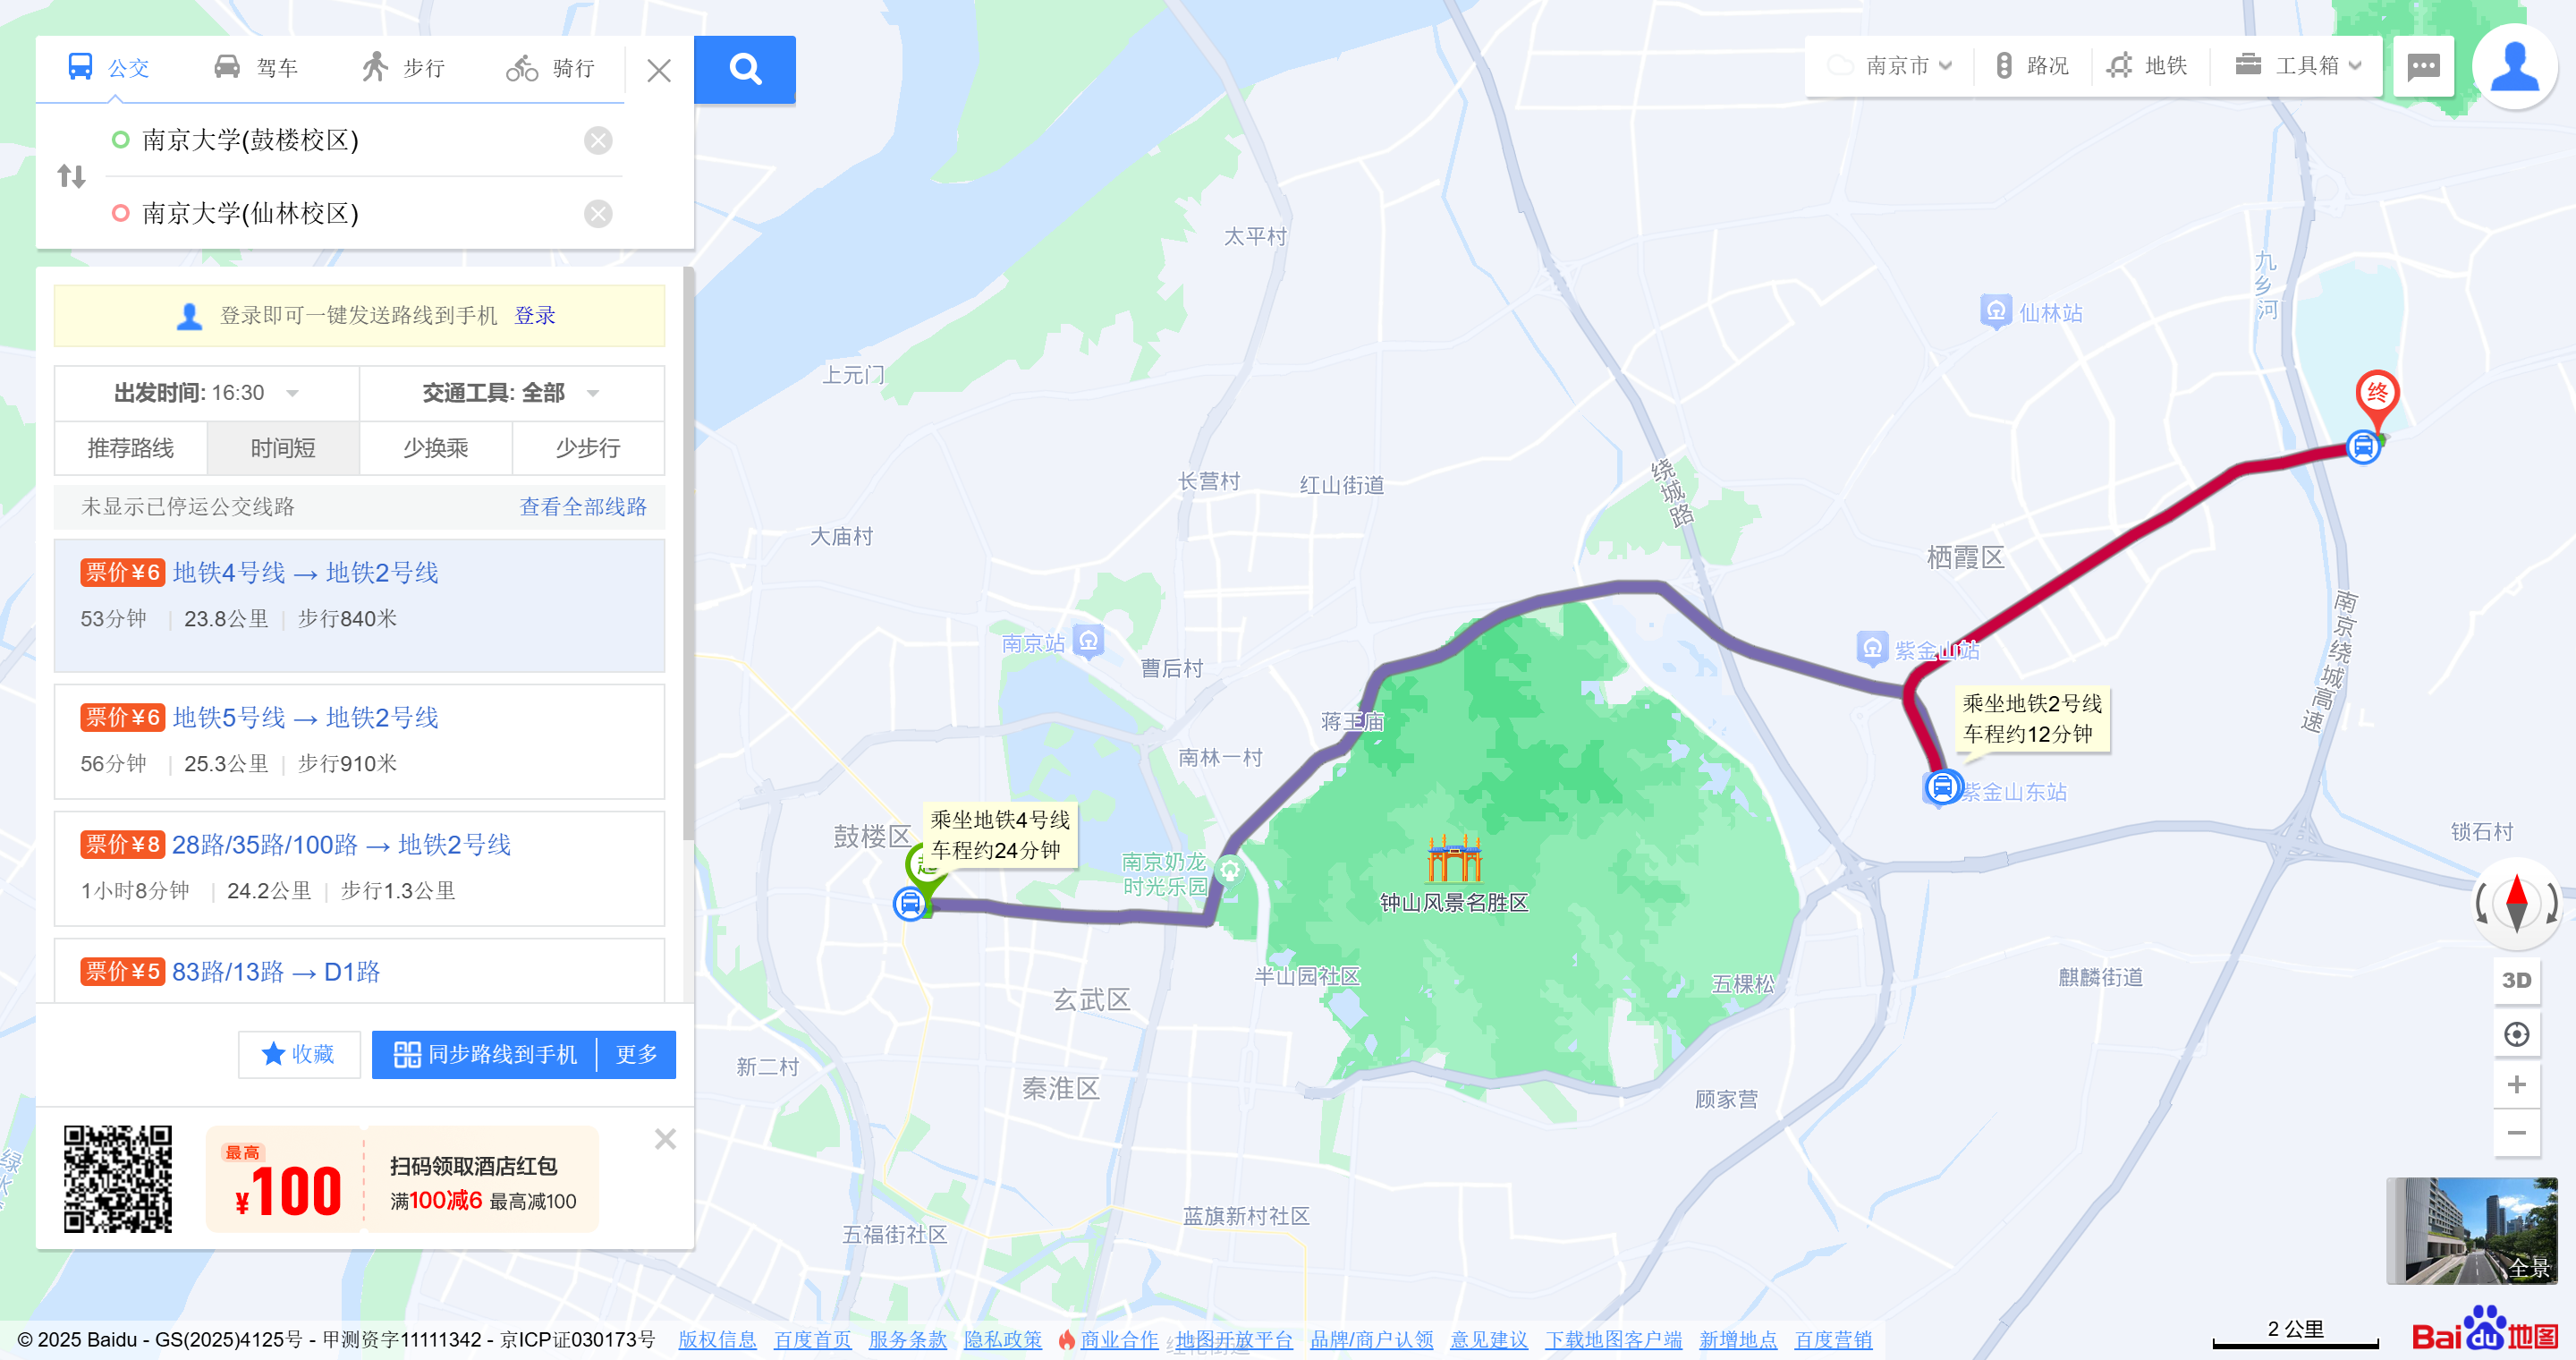 公交
驾车
步行
骑行
南京大学(鼓楼校区)
南京大学(仙林校区)
登录即可一键发送路线到手机 登录
出发时间: 16:30
交通工具: 全部
推荐路线
时间短
少换乘
少步行
未显示已停运公交线路
查看全部线路
票价¥6 地铁4号线 → 地铁2号线
53分钟 | 23.8公里 | 步行840米
票价¥6 地铁5号线 → 地铁2号线
56分钟 | 25.3公里 | 步行910米
票价¥8 28路/35路/100路 → 地铁2号线
1小时8分钟 | 24.2公里 | 步行1.3公里
票价¥5 83路/13路 → D1路
收藏
同步路线到手机
更多
最高
¥100
扫码领取酒店红包
满100减6 最高减100
南京市
路况
地铁
工具箱
太平村
上元门
长营村
红山街道
大庙村
绕城路
仙林站
九乡河
终
栖霞区
南京绕城高速
南京站
曹后村
蒋王庙
南林一村
紫金山站
乘坐地铁2号线
车程约12分钟
紫金山东站
鼓楼区
乘坐地铁4号线
车程约24分钟
南京奶龙
时光乐园
钟山风景名胜区
锁石村
半山园社区
五棵松
麒麟街道
玄武区
新二村
秦淮区
顾家营
五福街社区
蓝旗新村社区
3D
全景
2 公里
Bai du 地图
© 2025 Baidu - GS(2025)4125号 - 甲测资字11111342 - 京ICP证030173号 版权信息 百度首页 服务条款 隐私政策 商业合作 地图开放平台 品牌/商户认领 意见建议 下载地图客户端 新增地点 百度营销